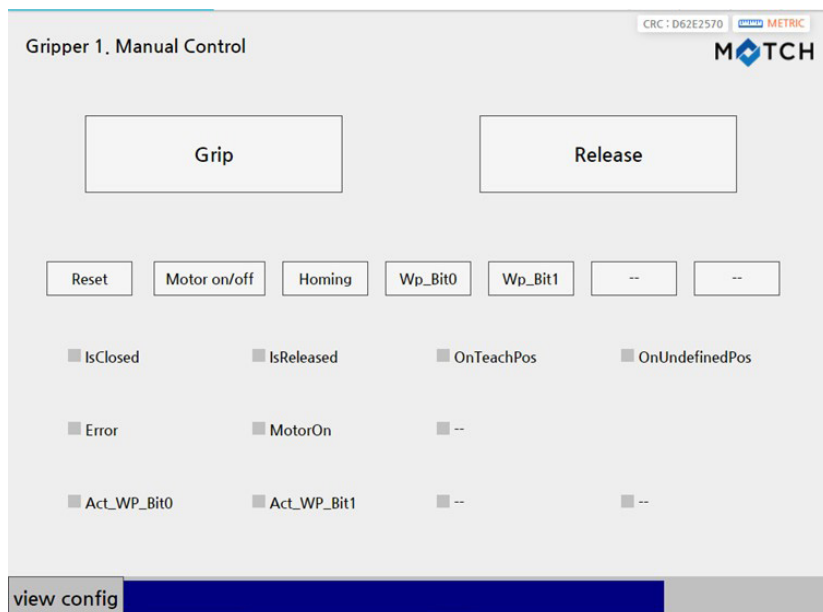 CRC : D62E2570 METRIC
Gripper 1. Manual Control
MOTCH
Grip Release
Reset Motor on/off Homing Wp_Bit0 Wp_Bit1 -- --
IsClosed IsReleased OnTeachPos OnUndefinedPos
Error MotorOn --
Act_WP_Bit0 Act_WP_Bit1 -- --
view config